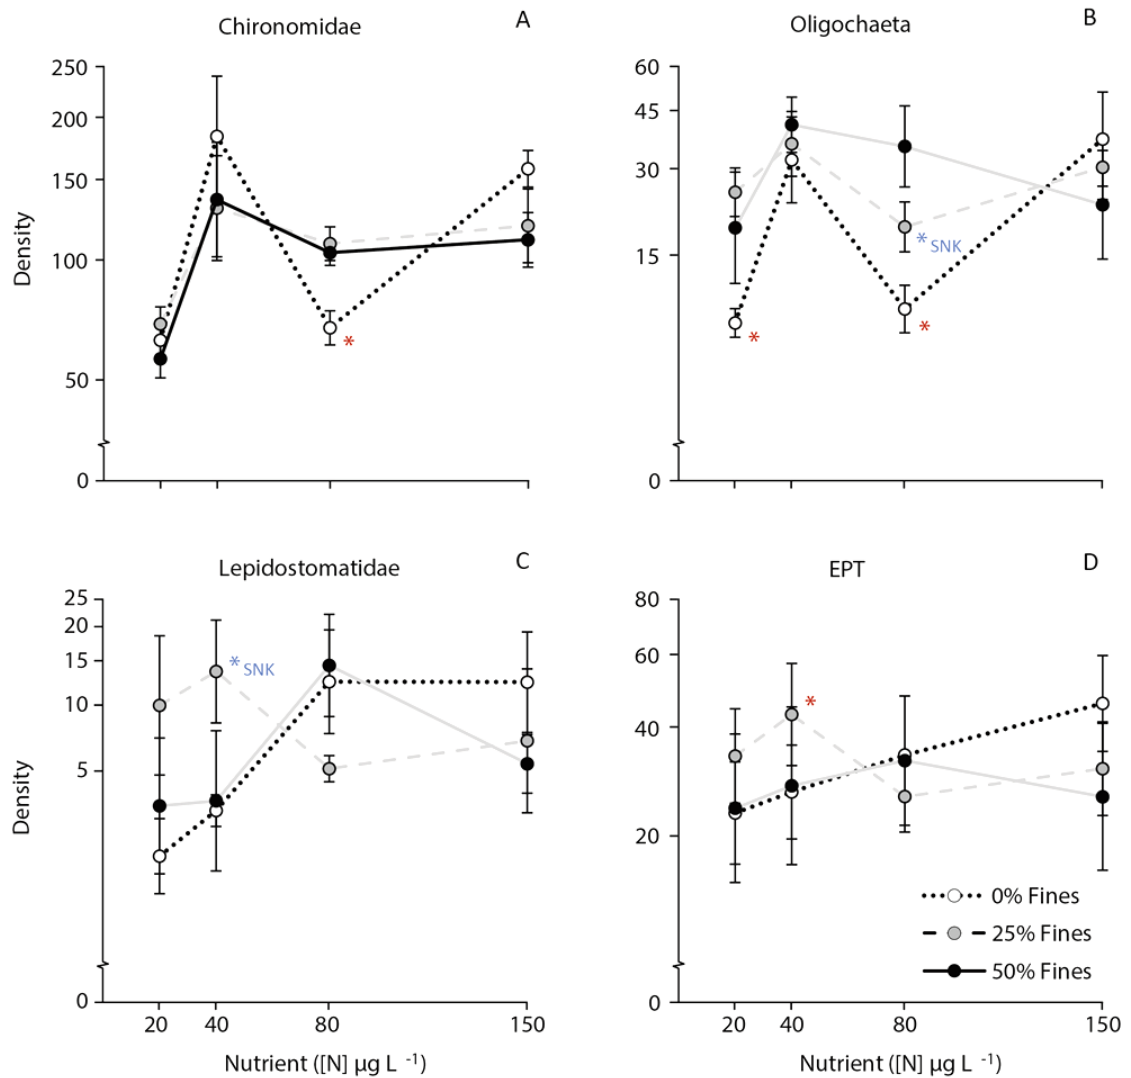 Chironomidae
A
250
200
150
100
50
0
Density
*
Oligochaeta
B
60
45
30
15
0
*
*SNK
*
Lepidostomatidae
C
25
20
15
10
5
0
Density
*SNK
20
40
80
150
Nutrient ([N] µg L -1)
EPT
D
80
60
40
20
0
*
0% Fines
25% Fines
50% Fines
20
40
80
150
Nutrient ([N] µg L -1)